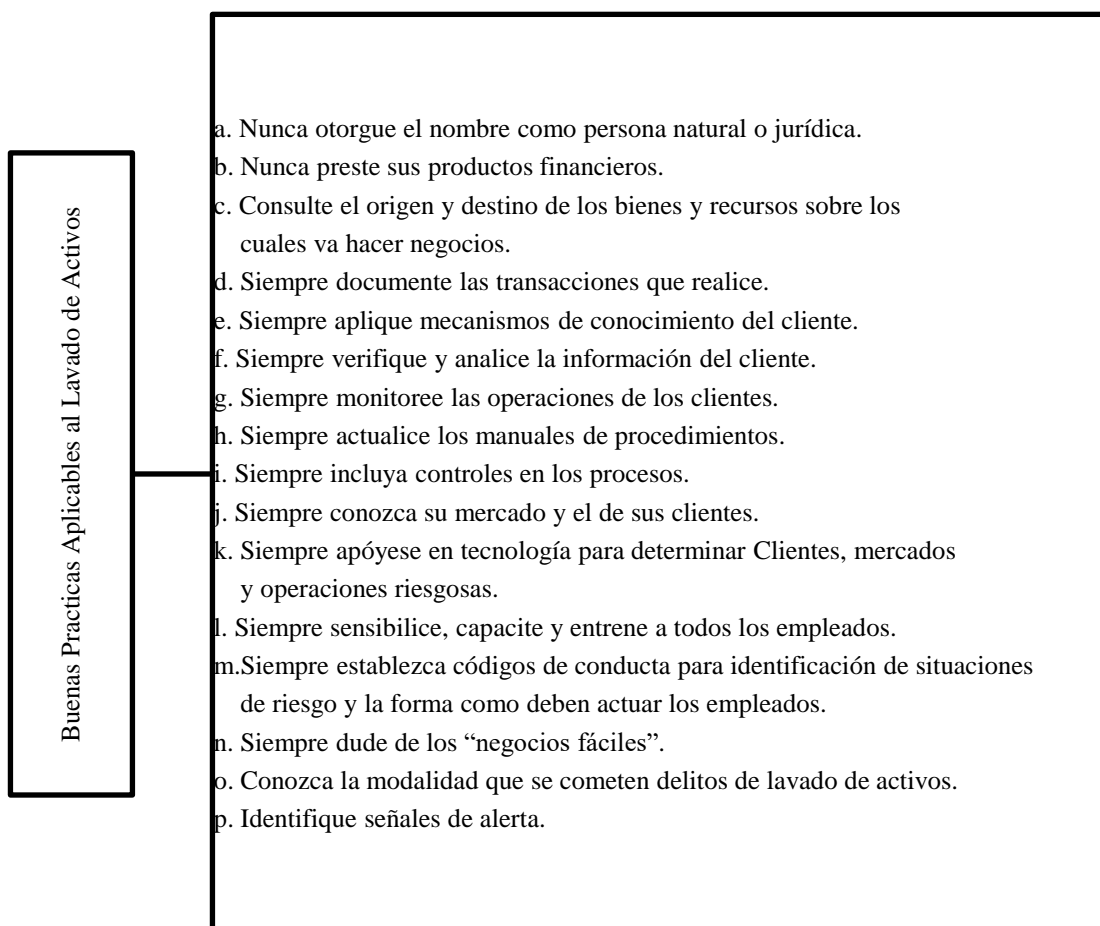 Buenas Practicas Aplicables al Lavado de Activos
a. Nunca otorgue el nombre como persona natural o jurídica.
b. Nunca preste sus productos financieros.
c. Consulte el origen y destino de los bienes y recursos sobre los
cuales va hacer negocios.
d. Siempre documente las transacciones que realice.
e. Siempre aplique mecanismos de conocimiento del cliente.
f. Siempre verifique y analice la información del cliente.
g. Siempre monitoree las operaciones de los clientes.
h. Siempre actualice los manuales de procedimientos.
i. Siempre incluya controles en los procesos.
j. Siempre conozca su mercado y el de sus clientes.
k. Siempre apóyese en tecnología para determinar Clientes, mercados
y operaciones riesgosas.
l. Siempre sensibilice, capacite y entrene a todos los empleados.
m.Siempre establezca códigos de conducta para identificación de situaciones
de riesgo y la forma como deben actuar los empleados.
n. Siempre dude de los “negocios fáciles”.
o. Conozca la modalidad que se cometen delitos de lavado de activos.
p. Identifique señales de alerta.